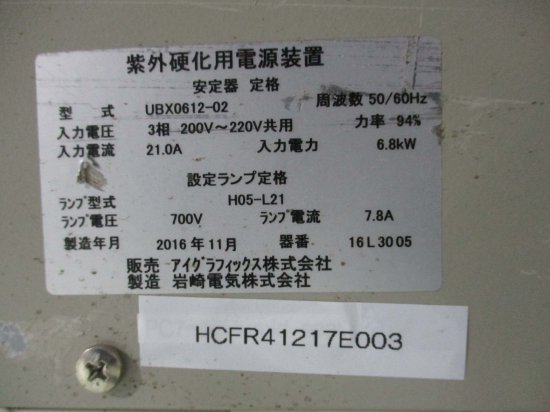 紫外硬化用電源装置
安定器 定格
型 式 UBX0612-02 周波数 50/60Hz
入力電圧 3相 200V～220V共用 力率 94%
入力電流 21.0A 入力電力 6.8kW
設定ランプ定格
ランプ型式 H05-L21
ランプ電圧 700V ランプ電流 7.8A
製造年月 2016年11月 器番 16L3005
販売 アイグラフィックス株式会社
製造 岩崎電気株式会社
HCFR41217E003